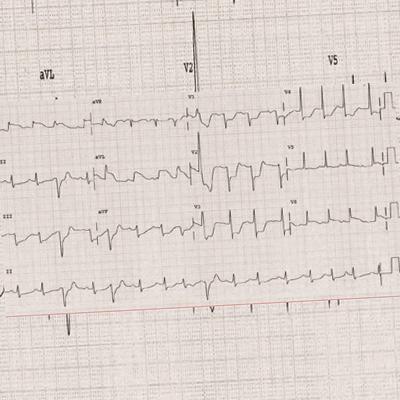 aVL V2 V5
aVR V1 V4
II aVL V2 V5
III aVF V3 V6
II